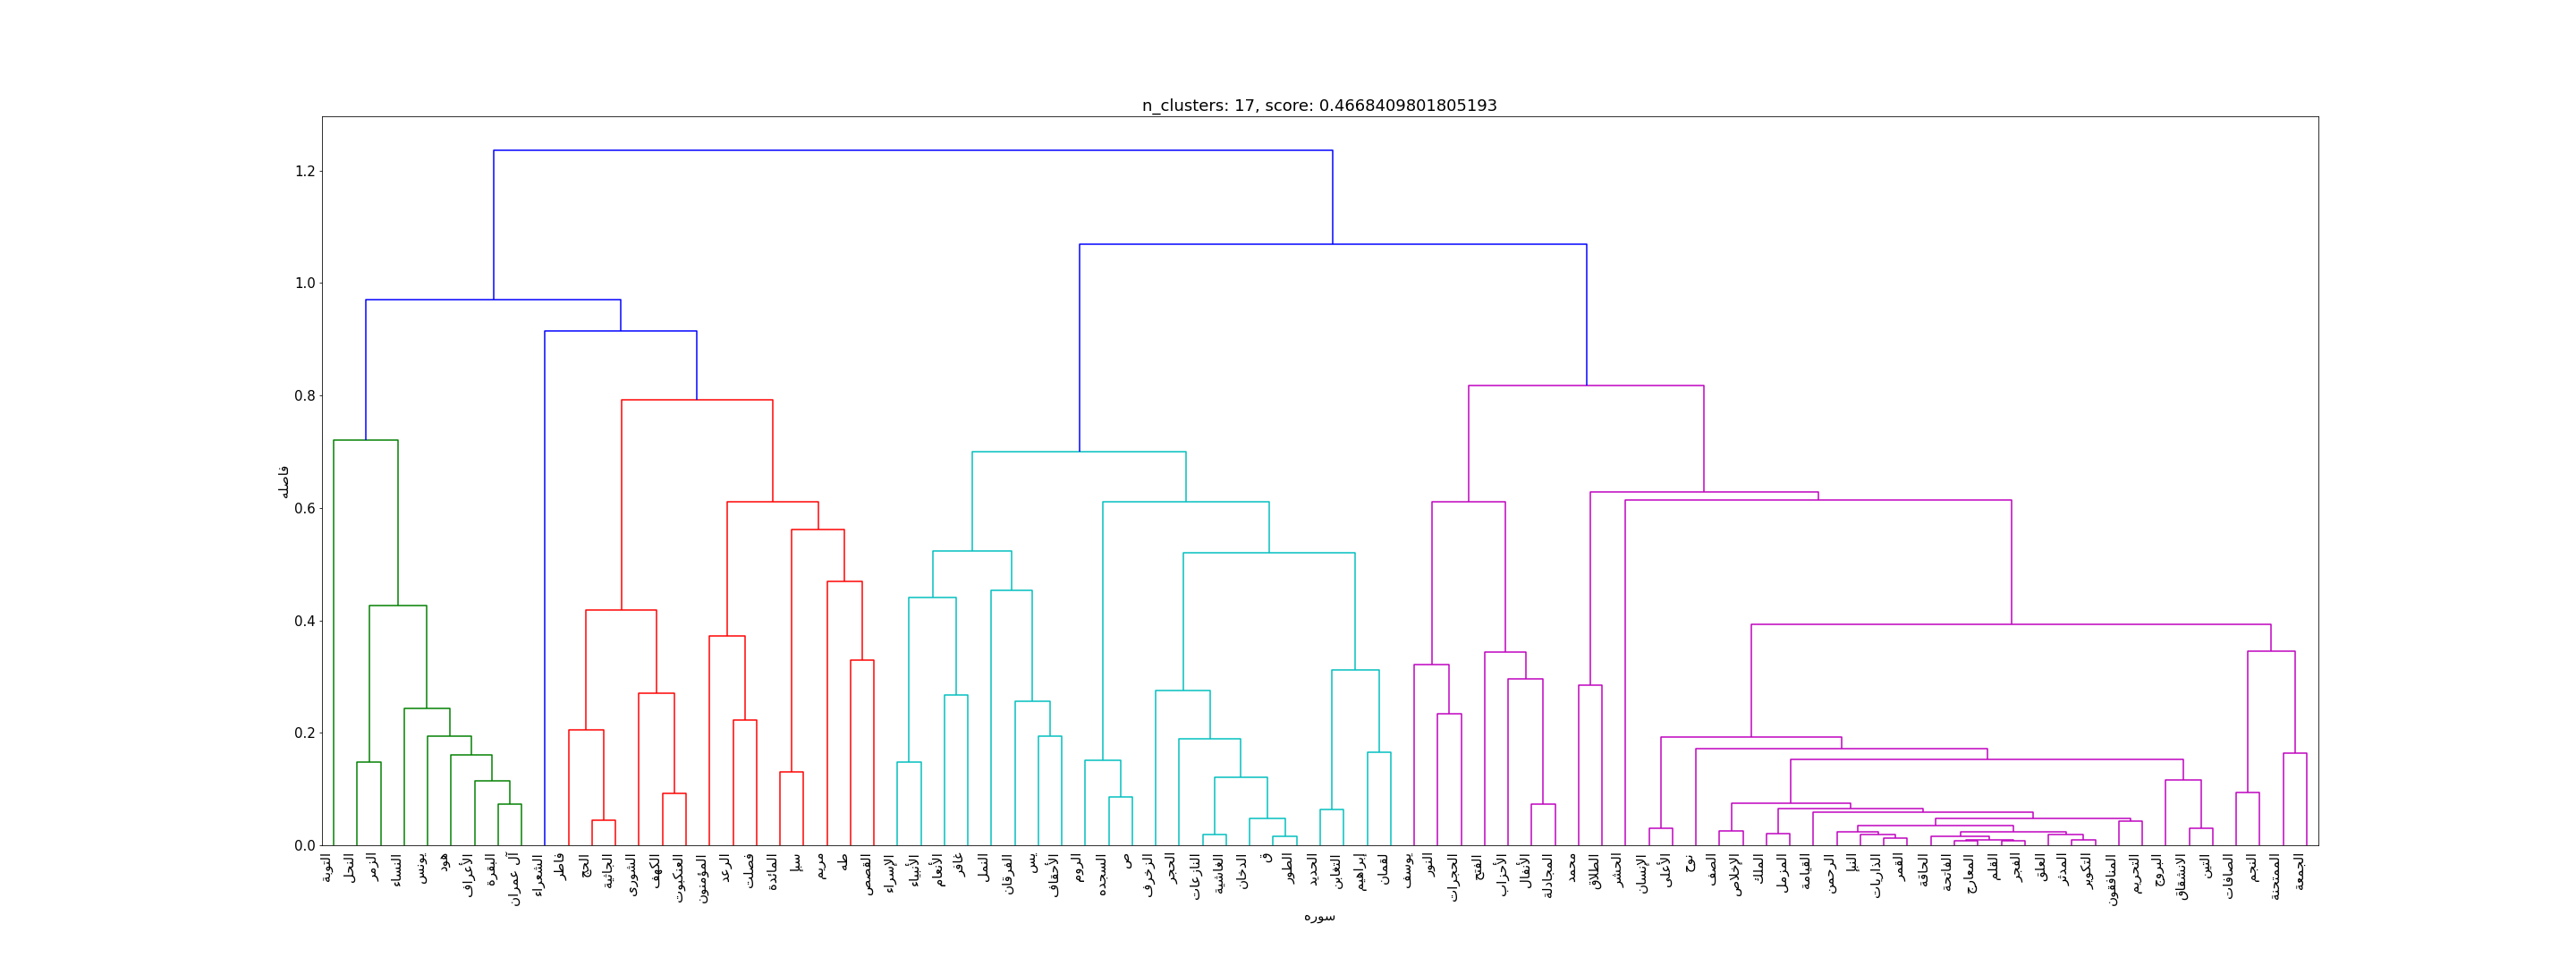 n_clusters: 17, score: 0.4668409801805193
1.2
1.0
0.8
0.6
0.4
0.2
0.0
فاصله
التوبة
النحل
الزمر
النساء
يونس
هود
الأعراف
البقرة
آل عمران
الشعراء
فاطر
الحج
الجاثية
الشورى
الكهف
العنكبوت
المؤمنون
الرعد
فصلت
المائدة
سبإ
مريم
طه
القصص
الإسراء
الأنبياء
الأنعام
غافر
النمل
الفرقان
يس
الأحقاف
الروم
السجده
ص
الزخرف
الحجر
النازعات
الغاشية
الدخان
ق
الطور
الحديد
التغابن
إبراهيم
لقمان
يوسف
النور
الحجرات
الفتح
الأحزاب
الأنفال
المجادلة
محمد
الطلاق
الحشر
الإنسان
الأعلى
نوح
الصف
الإخلاص
الملك
المزمل
القيامة
الرحمن
النبإ
الذاريات
القمر
الحاقة
الفاتحة
المعارج
القلم
الفجر
العلق
المدثر
التكوير
المنافقون
التحريم
البروج
الانشقاق
التين
الصافات
النجم
الممتحنة
الجمعة
سوره